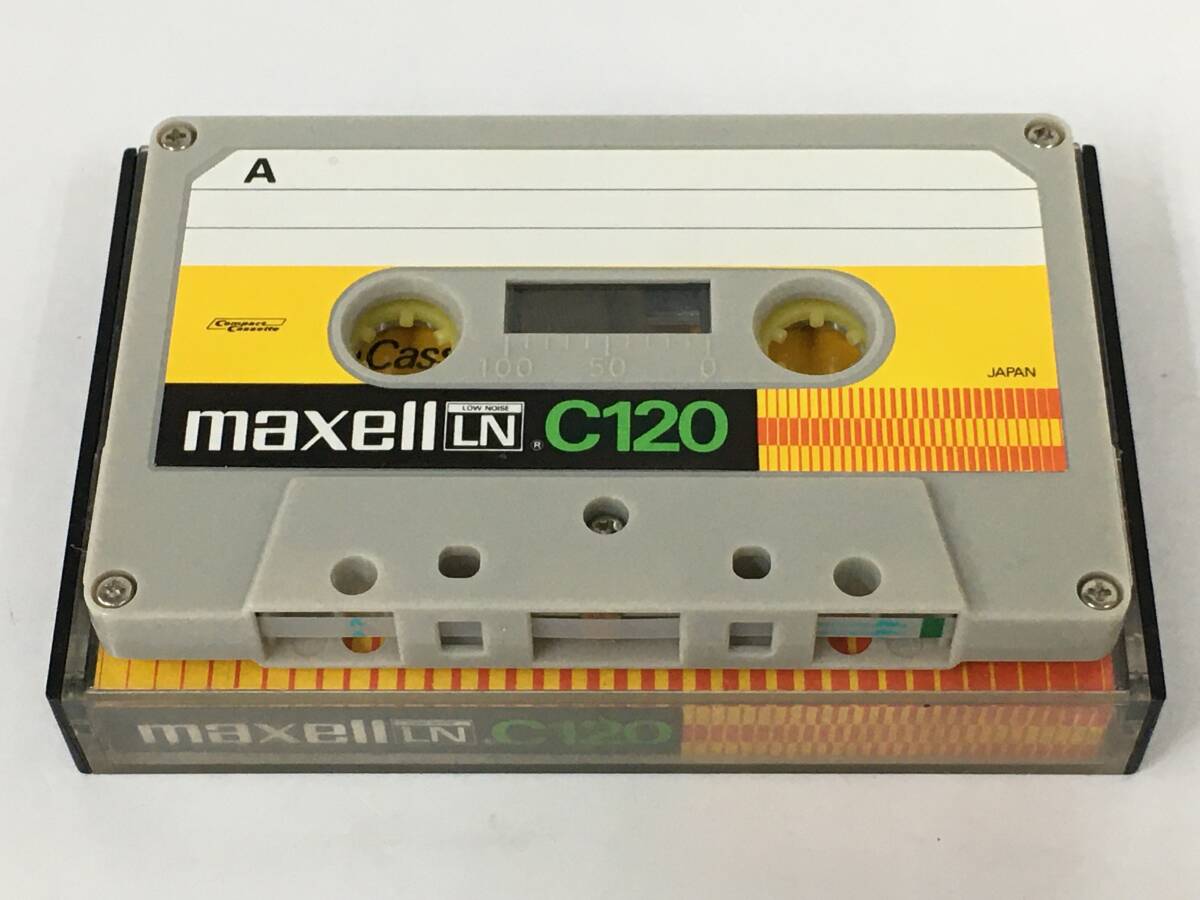 A
Compact
Cassette
Cass
100 50 0
JAPAN
maxell LOW NOISE LN ® C120
maxell LN C120